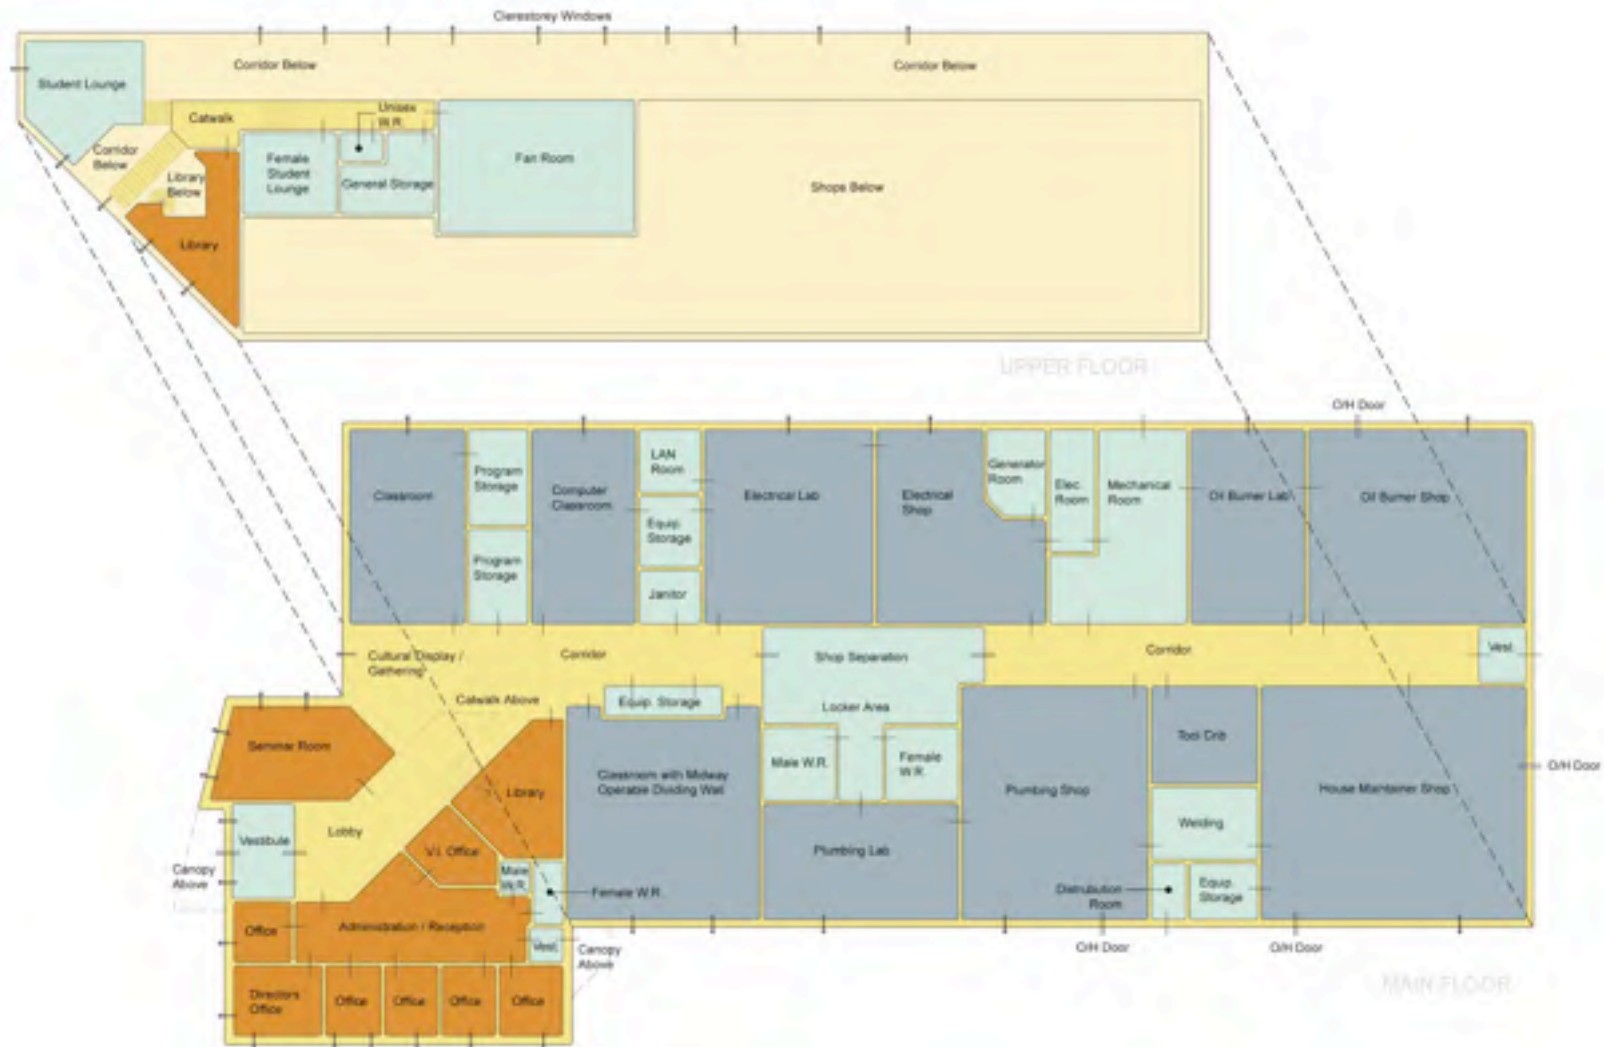 Clerestorey Windows
Corridor Below
Corridor Below
Student Lounge
Unisex
W.R.
Catwalk
Corridor
Below
Female
Student
Lounge
Fan Room
Library
Below
General Storage
Shops Below
Library
UPPER FLOOR
O/H Door
LAN
Room
Generator
Room
Program
Storage
Classroom
Computer
Classroom
Electrical Lab
Electrical
Shop
Elec.
Room
Mechanical
Room
Oil Burner Lab
Oil Burner Shop
Equip.
Storage
Program
Storage
Janitor
Cultural Display /
Gathering
Corridor
Shop Separation
Corridor
Vest.
Catwalk Above
Equip. Storage
Locker Area
Seminar Room
Tool Crib
Male W.R.
Female
W.R.
O/H Door
Classroom with Midway
Operable Dividing Wall
Library
Plumbing Shop
House Maintainer Shop
Lobby
Vestibule
Welding
V.I. Office
Plumbing Lab
Canopy
Above
Male
W.R.
Female W.R.
Distrubution
Room
Equip.
Storage
Office
Administration / Reception
Vest.
Canopy
Above
O/H Door
O/H Door
Directors
Office
Office
Office
Office
Office
MAIN FLOOR